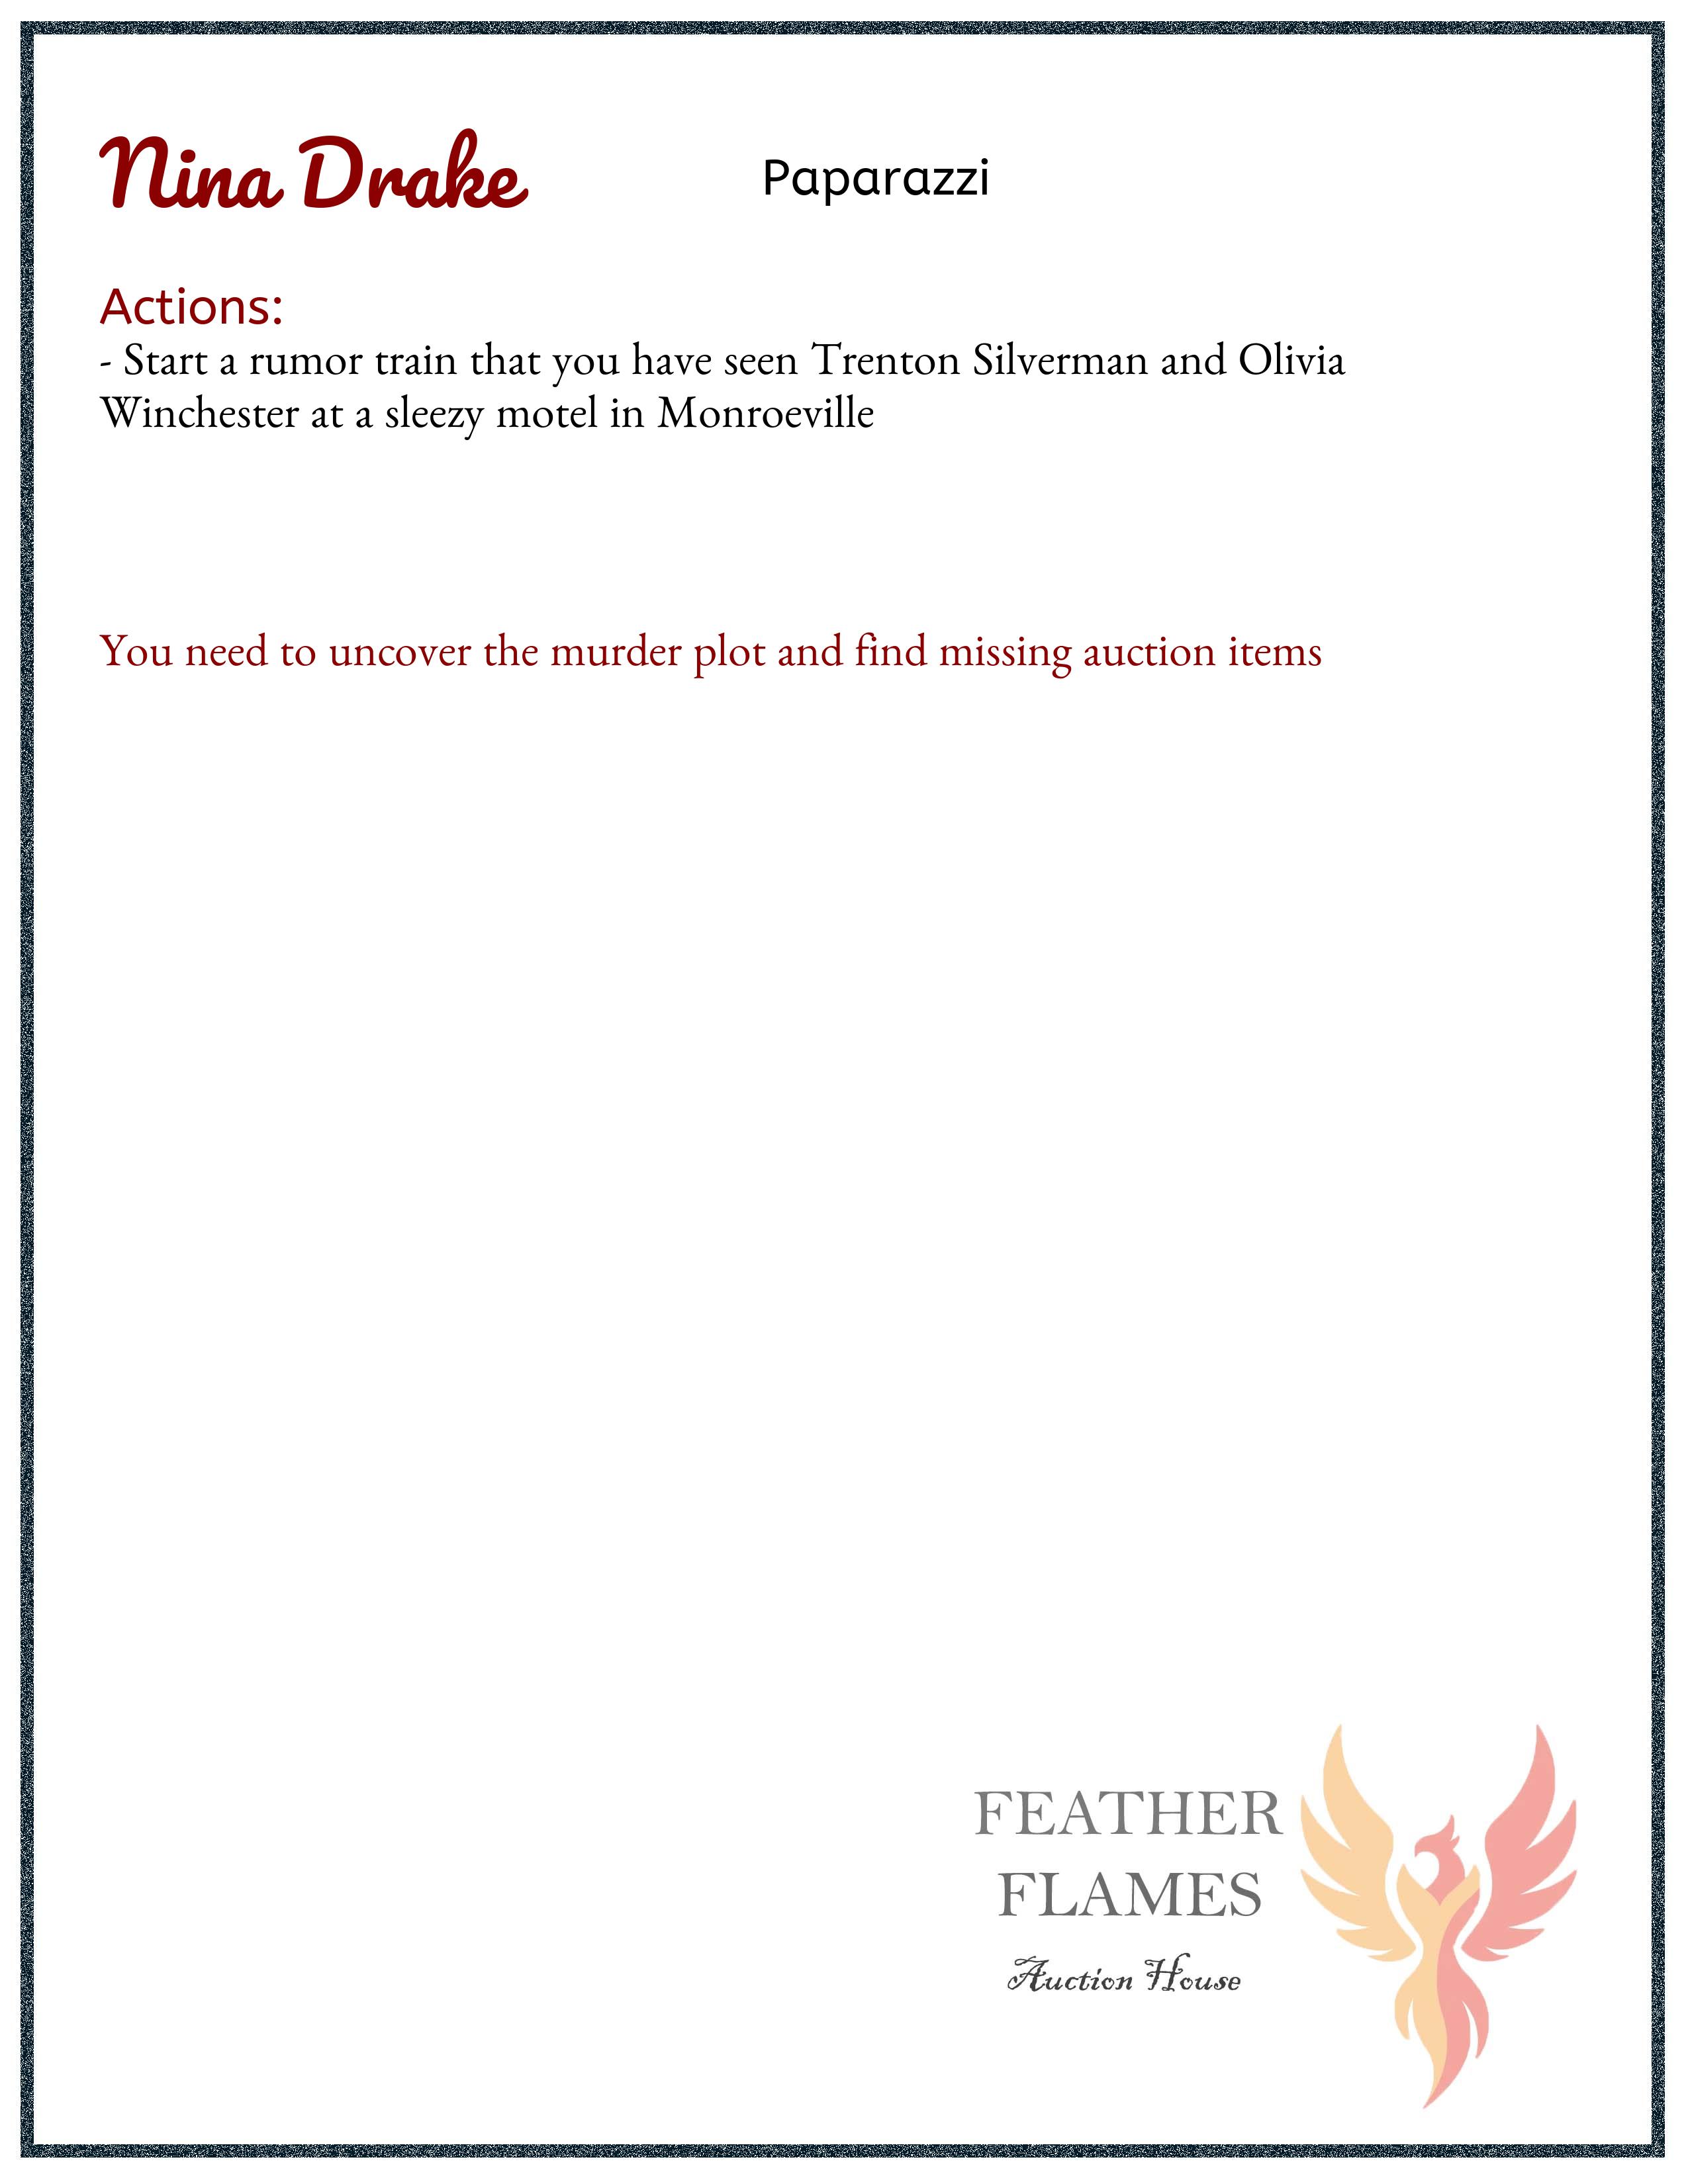 Nina Drake
Paparazzi
Actions:
- Start a rumor train that you have seen Trenton Silverman and Olivia
Winchester at a sleezy motel in Monroeville
You need to uncover the murder plot and find missing auction items
FEATHER
FLAMES
Auction House